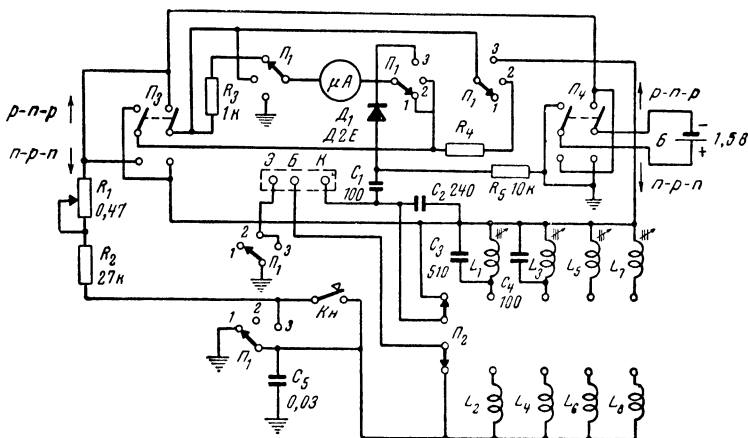 3
П₁
μA
П₁
3
П₁
2
1
П₁
2
1
П₃
R₃
1к
Д₁
Д2Е
R₄
П₄
p-n-p
p-n-p
Б
−
+
1,5В
n-p-n
n-p-n
Э Б К
C₁
100
C₂ 240
R₅ 10к
R₁
0,47
2
3
1
П₁
C₃
510
L₁
C₄
100
L₃
L₅
L₇
R₂
27к
2
1
3
Кн
П₁
П₂
C₅
0,03
L₂
L₄
L₆
L₈